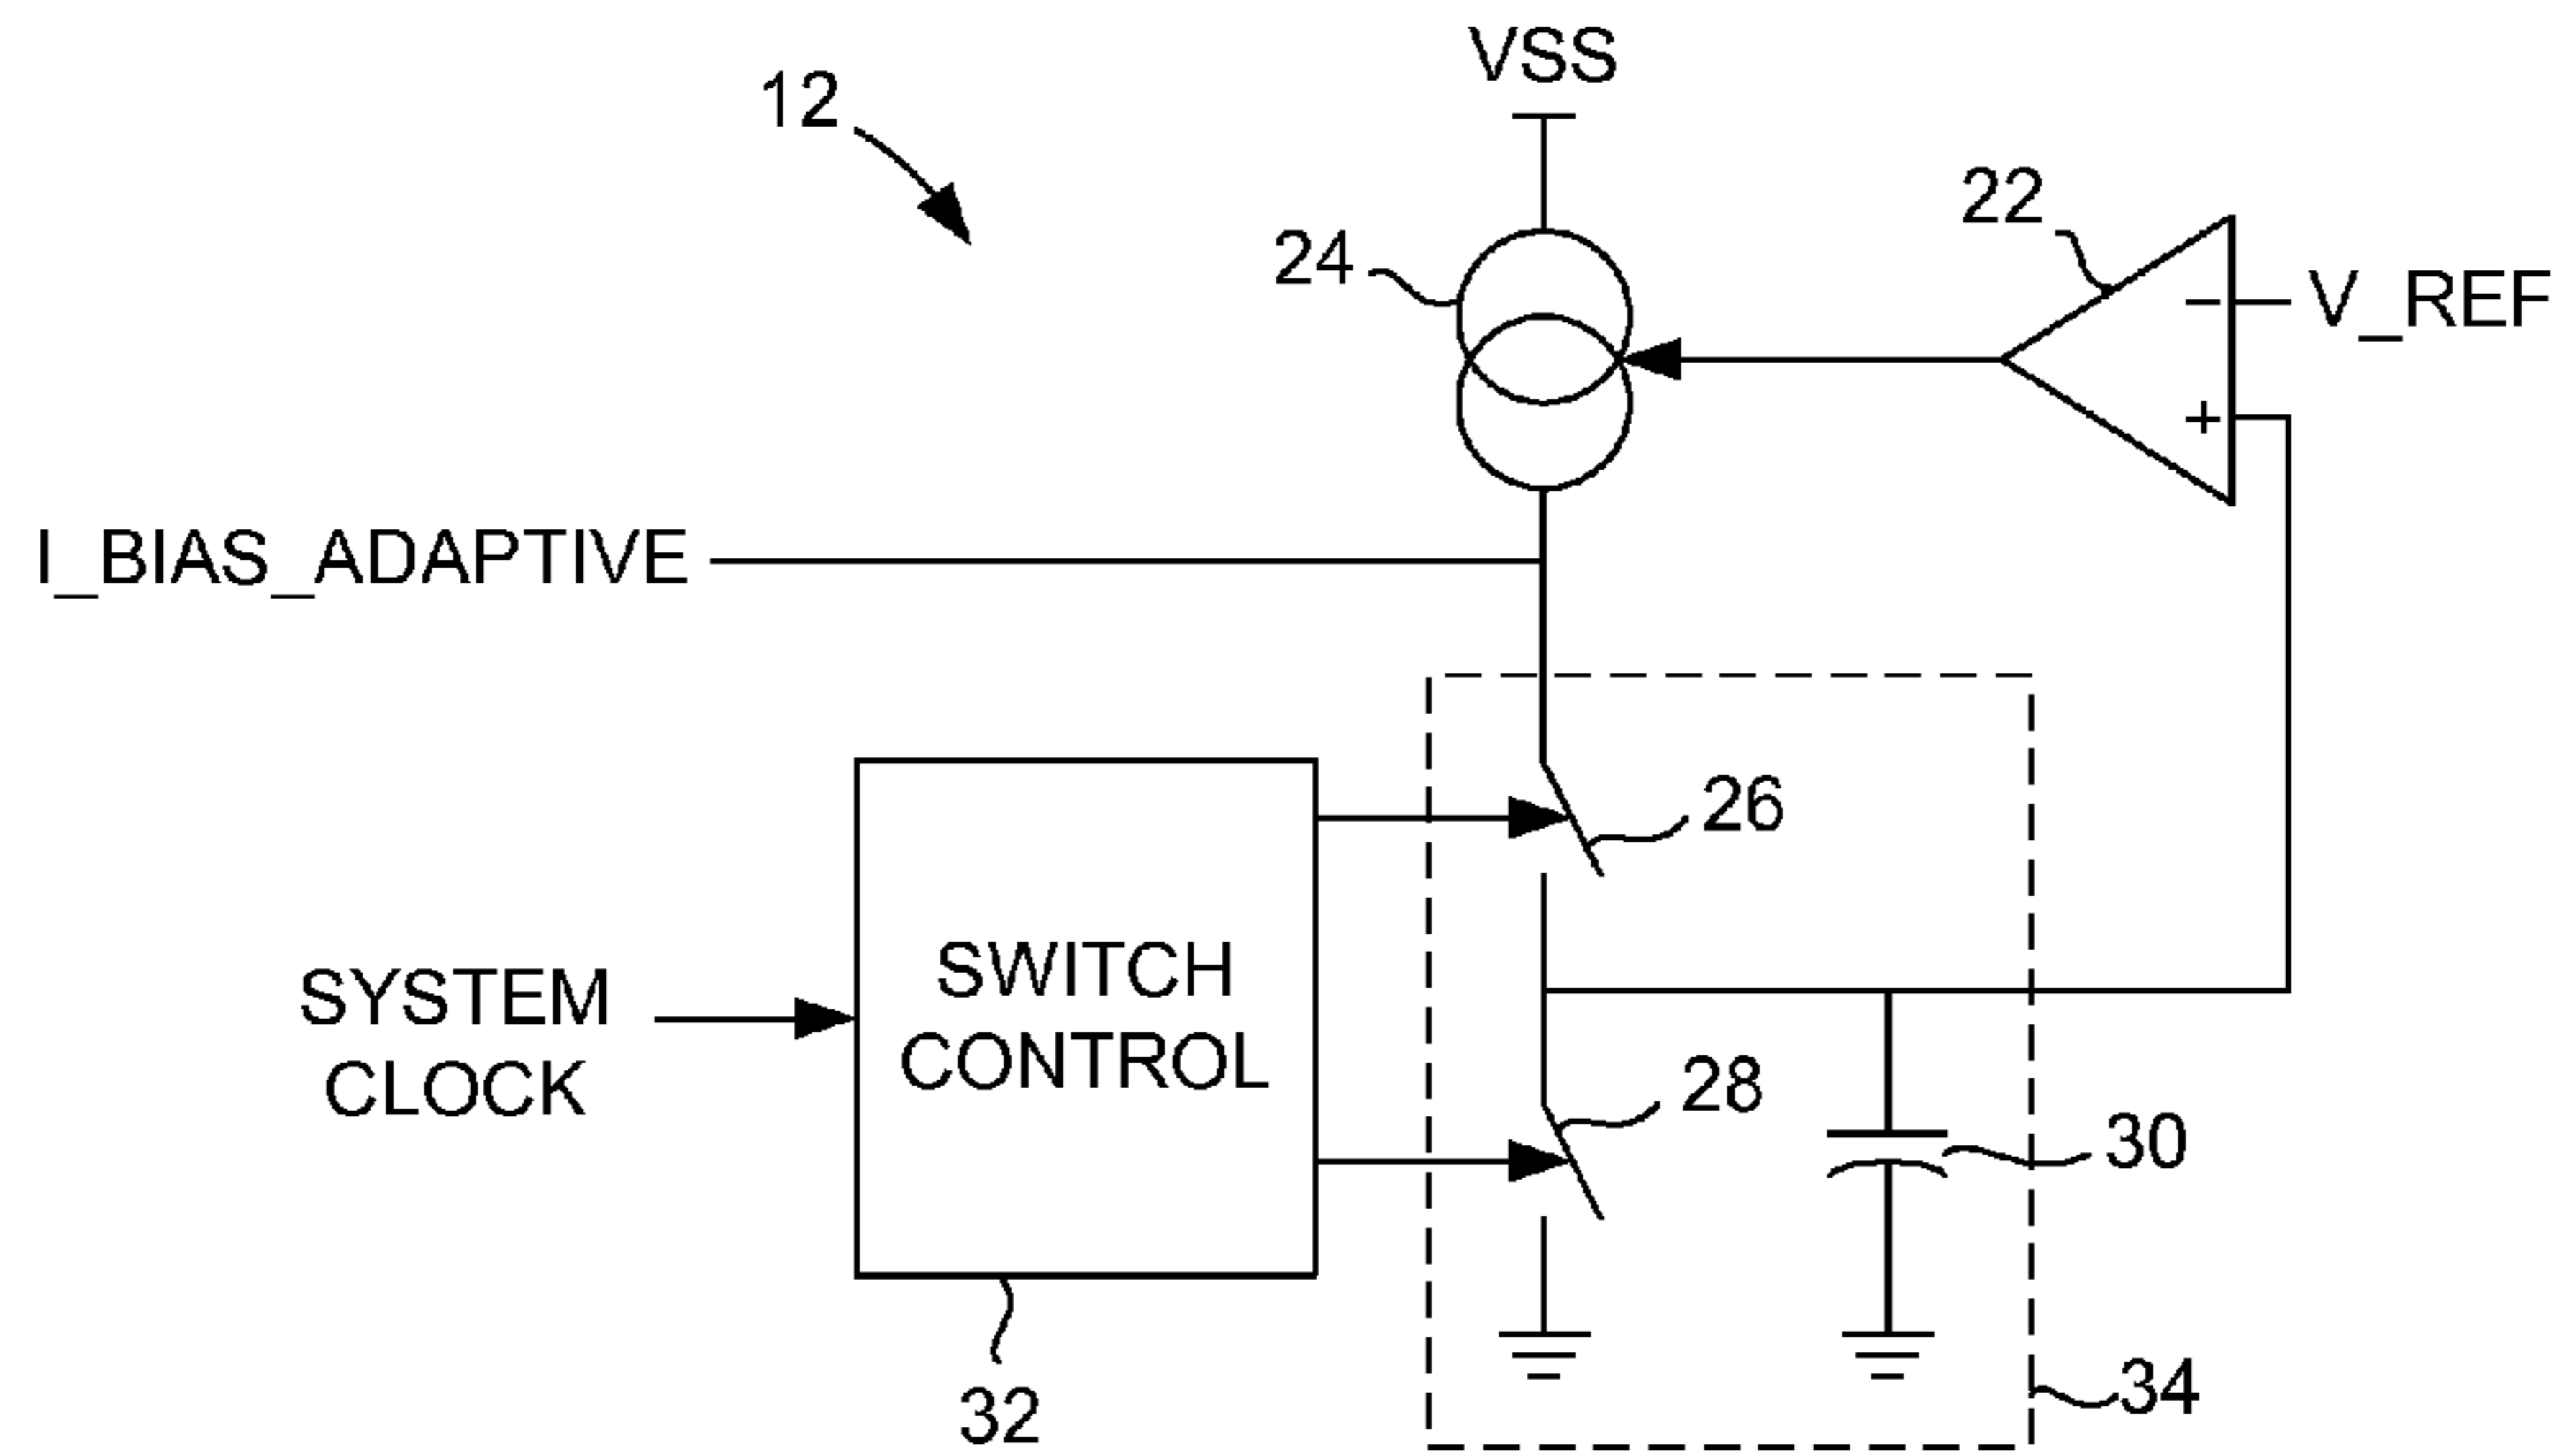 VSS
12
22
24
V_REF
-
+
I_BIAS_ADAPTIVE
26
SWITCH
CONTROL
SYSTEM
CLOCK
28
30
34
32